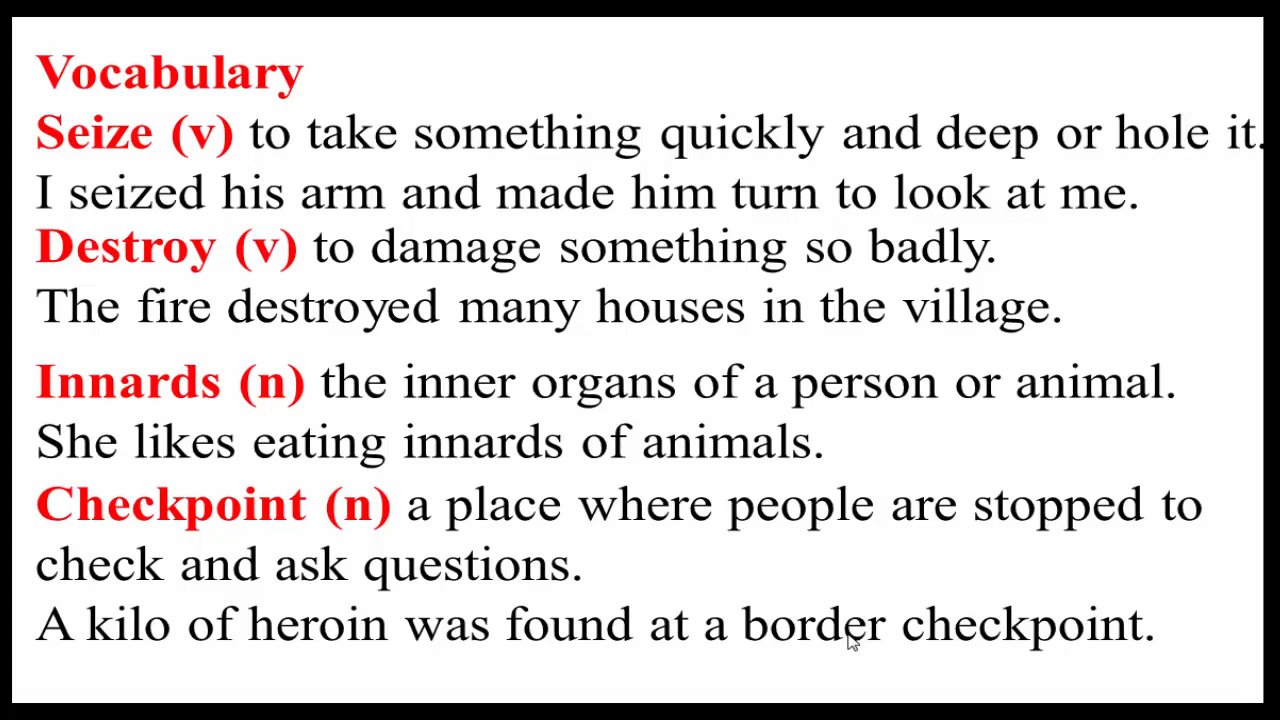 Vocabulary
Seize (v) to take something quickly and deep or hole it.
I seized his arm and made him turn to look at me.
Destroy (v) to damage something so badly.
The fire destroyed many houses in the village.
Innards (n) the inner organs of a person or animal.
She likes eating innards of animals.
Checkpoint (n) a place where people are stopped to
check and ask questions.
A kilo of heroin was found at a border checkpoint.